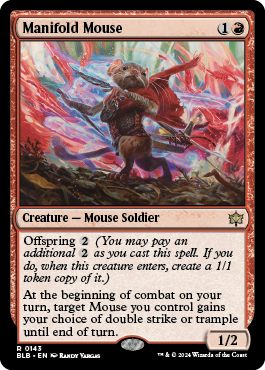 Manifold Mouse 1
Creature — Mouse Soldier
Offspring 2 (You may pay an
additional 2 as you cast this spell. If you
do, when this creature enters, create a 1/1
token copy of it.)
At the beginning of combat on your
turn, target Mouse you control gains
your choice of double strike or trample
until end of turn.
1/2
R 0143
BLB • EN Randy Vargas
™ & © 2024 Wizards of the Coast